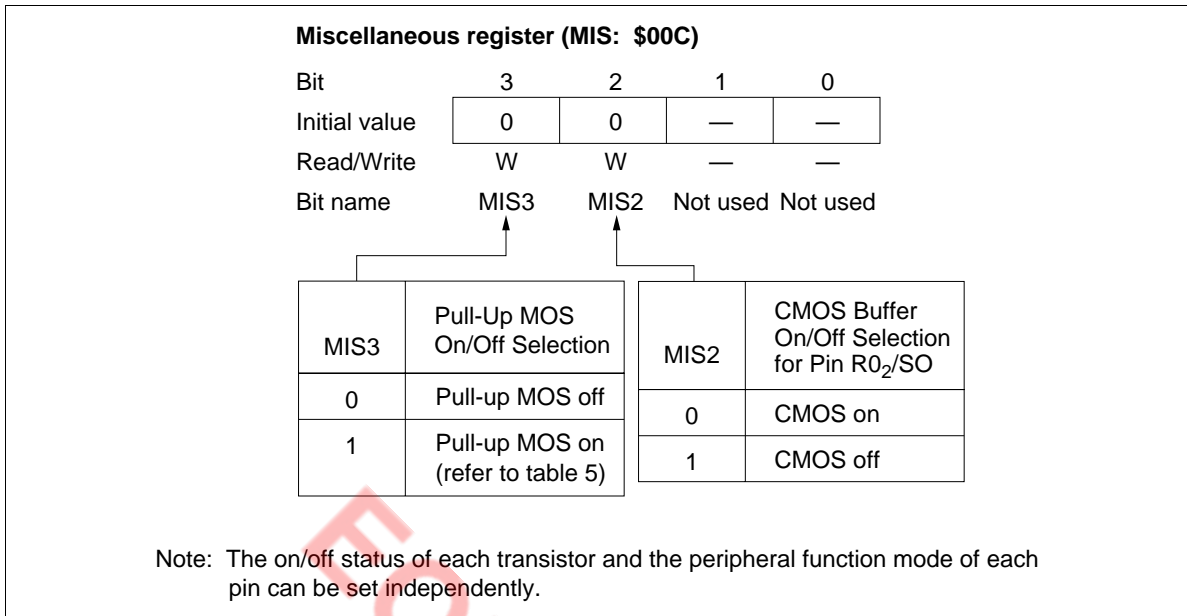 Miscellaneous register (MIS: $00C)
Bit 3 2 1 0
Initial value 0 0 — —
Read/Write W W — —
Bit name MIS3 MIS2 Not used Not used
MIS3 Pull-Up MOS On/Off Selection
0 Pull-up MOS off
1 Pull-up MOS on (refer to table 5)
MIS2 CMOS Buffer On/Off Selection for Pin R0₂/SO
0 CMOS on
1 CMOS off
Note: The on/off status of each transistor and the peripheral function mode of each
pin can be set independently.